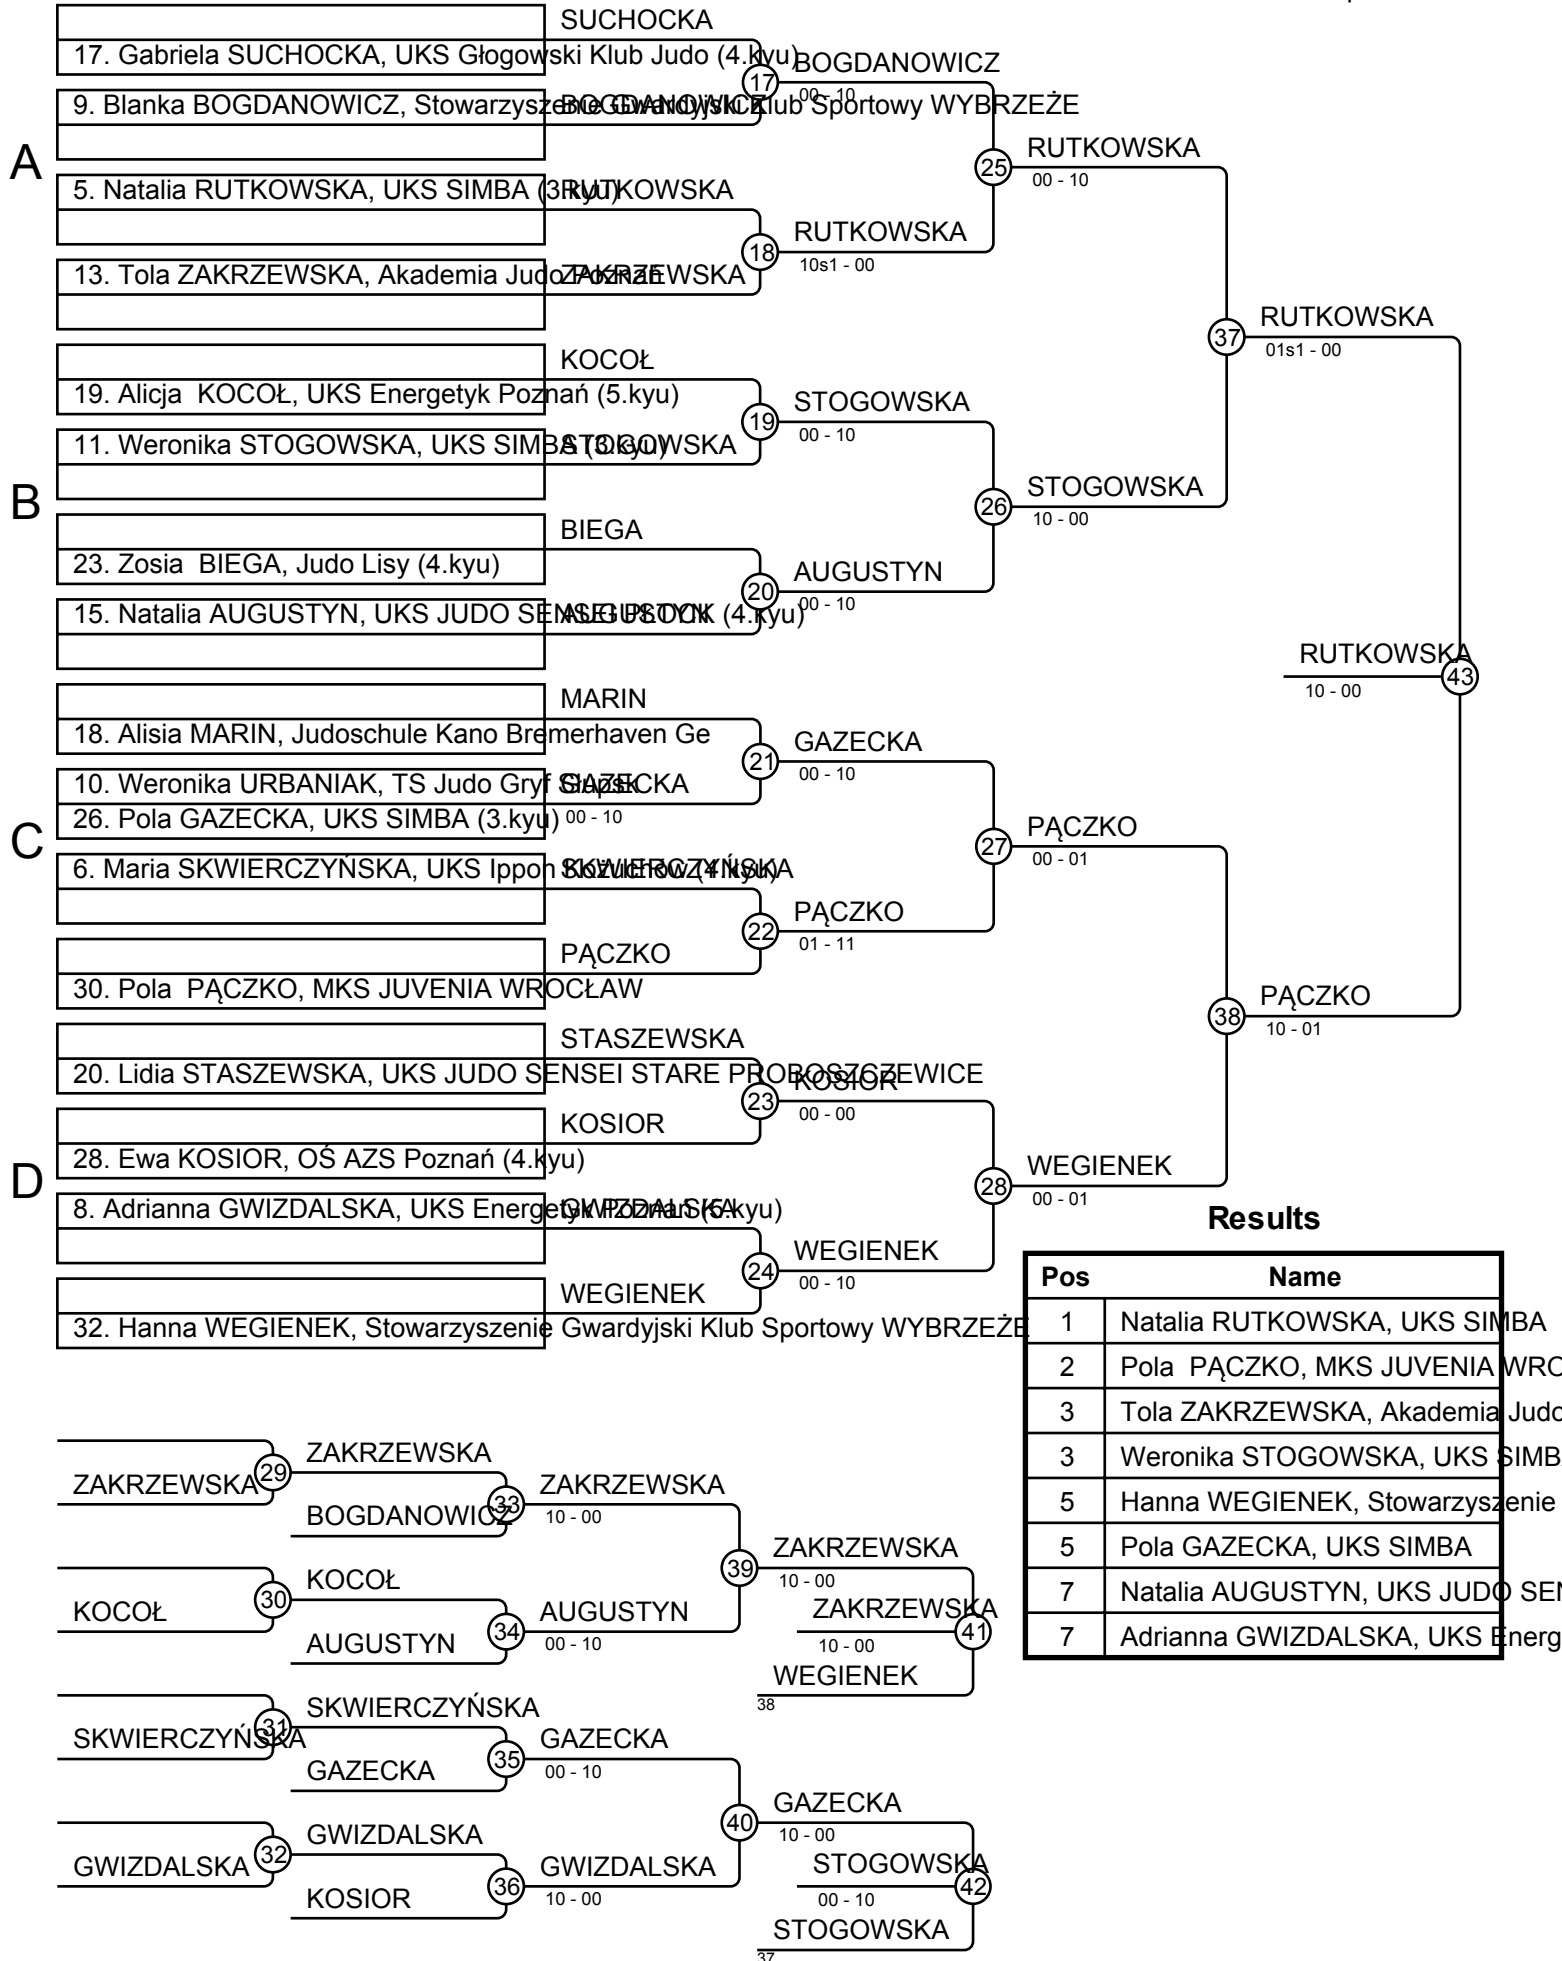 SUCHOCKA
17. Gabriela SUCHOCKA, UKS Głogowski Klub Judo (4.kyu)
17
BOGDANOWICZ
00 - 10
9. Blanka BOGDANOWICZ, Stowarzyszenie Gwardyjski Klub Sportowy WYBRZEŻE
BOGDANOWICZ
A
25
RUTKOWSKA
00 - 10
5. Natalia RUTKOWSKA, UKS SIMBA (3.kyu)
RUTKOWSKA
18
RUTKOWSKA
10s1 - 00
13. Tola ZAKRZEWSKA, Akademia Judo Poznań
ZAKRZEWSKA
37
RUTKOWSKA
01s1 - 00
KOCOŁ
19. Alicja  KOCOŁ, UKS Energetyk Poznań (5.kyu)
19
STOGOWSKA
00 - 10
11. Weronika STOGOWSKA, UKS SIMBA (3.kyu)
STOGOWSKA
B
26
STOGOWSKA
10 - 00
BIEGA
23. Zosia  BIEGA, Judo Lisy (4.kyu)
20
AUGUSTYN
00 - 10
15. Natalia AUGUSTYN, UKS JUDO SENSEI PŁOCK (4.kyu)
AUGUSTYN
RUTKOWSKA
43
10 - 00
MARIN
18. Alisia MARIN, Judoschule Kano Bremerhaven Ge
21
GAZECKA
00 - 10
10. Weronika URBANIAK, TS Judo Gryf Słupsk
GAZECKA
26. Pola GAZECKA, UKS SIMBA (3.kyu)
00 - 10
C
27
PĄCZKO
00 - 01
6. Maria SKWIERCZYŃSKA, UKS Ippon Kożuchów (4.kyu)
SKWIERCZYŃSKA
22
PĄCZKO
01 - 11
PĄCZKO
30. Pola  PĄCZKO, MKS JUVENIA WROCŁAW
38
PĄCZKO
10 - 01
STASZEWSKA
20. Lidia STASZEWSKA, UKS JUDO SENSEI STARE PROBOSZCZEWICE
23
KOSIOR
00 - 00
KOSIOR
28. Ewa KOSIOR, OŚ AZS Poznań (4.kyu)
D
28
WEGIENEK
00 - 01
8. Adrianna GWIZDALSKA, UKS Energetyk Poznań (5.kyu)
GWIZDALSKA
24
WEGIENEK
00 - 10
WEGIENEK
32. Hanna WEGIENEK, Stowarzyszenie Gwardyjski Klub Sportowy WYBRZEŻE
Results
Pos Name
1 Natalia RUTKOWSKA, UKS SIMBA
2 Pola  PĄCZKO, MKS JUVENIA
3 Tola ZAKRZEWSKA, Akademia Judo
3 Weronika STOGOWSKA, UKS
5 Hanna WEGIENEK, Stowarzyszenie
5 Pola GAZECKA, UKS SIMBA
7 Natalia AUGUSTYN, UKS JUDO
7 Adrianna GWIZDALSKA, UKS
ZAKRZEWSKA
29
ZAKRZEWSKA
BOGDANOWICZ
33
ZAKRZEWSKA
10 - 00
KOCOŁ
30
KOCOŁ
AUGUSTYN
34
AUGUSTYN
00 - 10
39
ZAKRZEWSKA
10 - 00
ZAKRZEWSKA
41
10 - 00
WEGIENEK
38
SKWIERCZYŃSKA
31
SKWIERCZYŃSKA
GAZECKA
35
GAZECKA
00 - 10
GWIZDALSKA
32
GWIZDALSKA
KOSIOR
36
GWIZDALSKA
10 - 00
40
GAZECKA
10 - 00
STOGOWSKA
42
00 - 10
STOGOWSKA
37